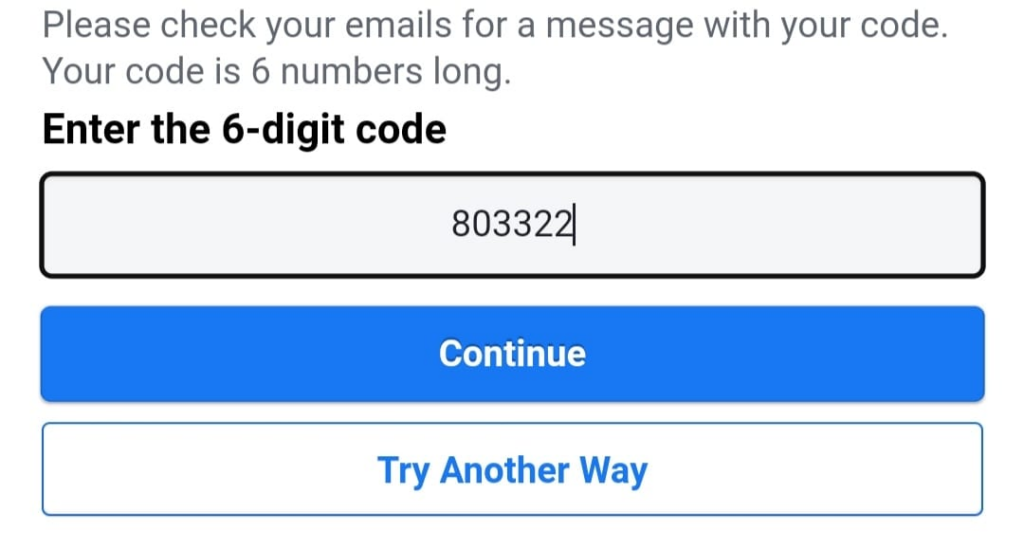 Please check your emails for a message with your code.
Your code is 6 numbers long.
Enter the 6-digit code
803322
Continue
Try Another Way